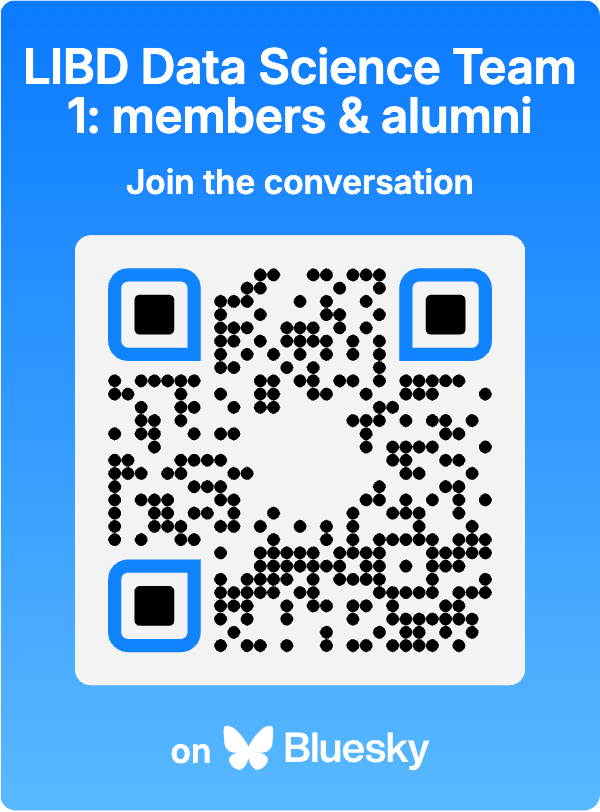 LIBD Data Science Team
1: members & alumni
Join the conversation
on Bluesky